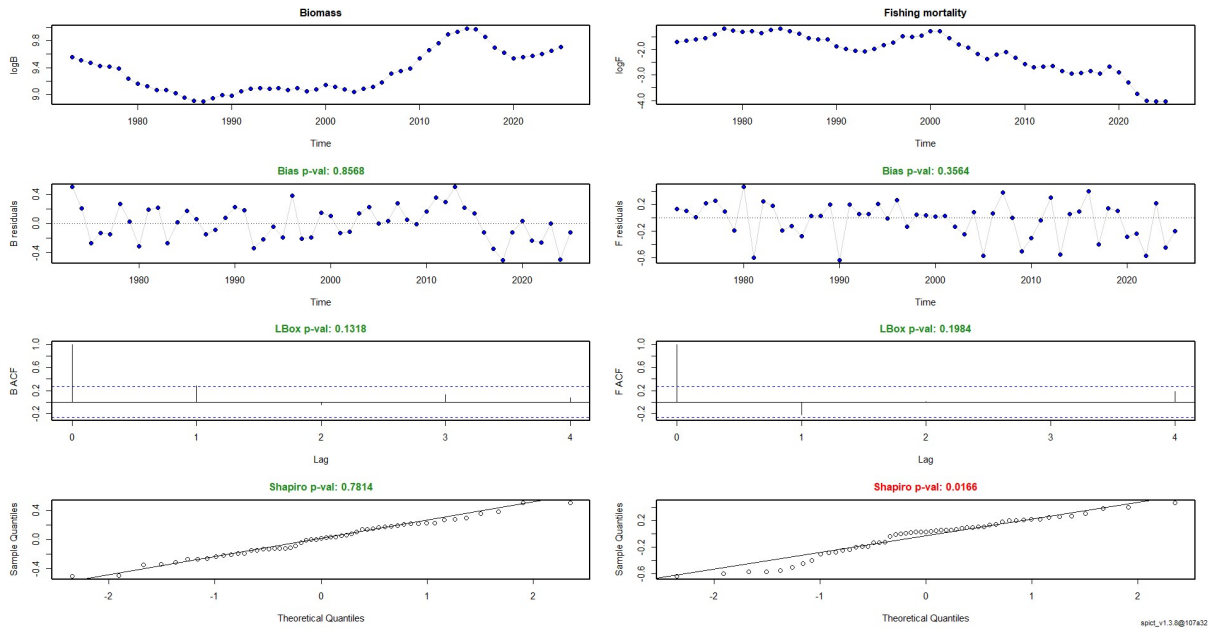 Biomass
logB
9.0 9.4 9.8
1980 1990 2000 2010 2020
Time
Fishing mortality
logF
-4.0 -3.0 -2.0
1980 1990 2000 2010 2020
Time
Bias p-val: 0.8568
B residuals
-0.4 0.0 0.4
1980 1990 2000 2010 2020
Time
Bias p-val: 0.3564
F residuals
-0.6 -0.2 0.2
1980 1990 2000 2010 2020
Time
LBox p-val: 0.1318
B ACF
-0.2 0.2 0.6 1.0
0 1 2 3 4
Lag
LBox p-val: 0.1984
F ACF
-0.2 0.2 0.6 1.0
0 1 2 3 4
Lag
Shapiro p-val: 0.7814
Sample Quantiles
-0.4 0.0 0.4
-2 -1 0 1 2
Theoretical Quantiles
Shapiro p-val: 0.0166
Sample Quantiles
-0.6 -0.2 0.2
-2 -1 0 1 2
Theoretical Quantiles
spict_v1.3.8@107a32